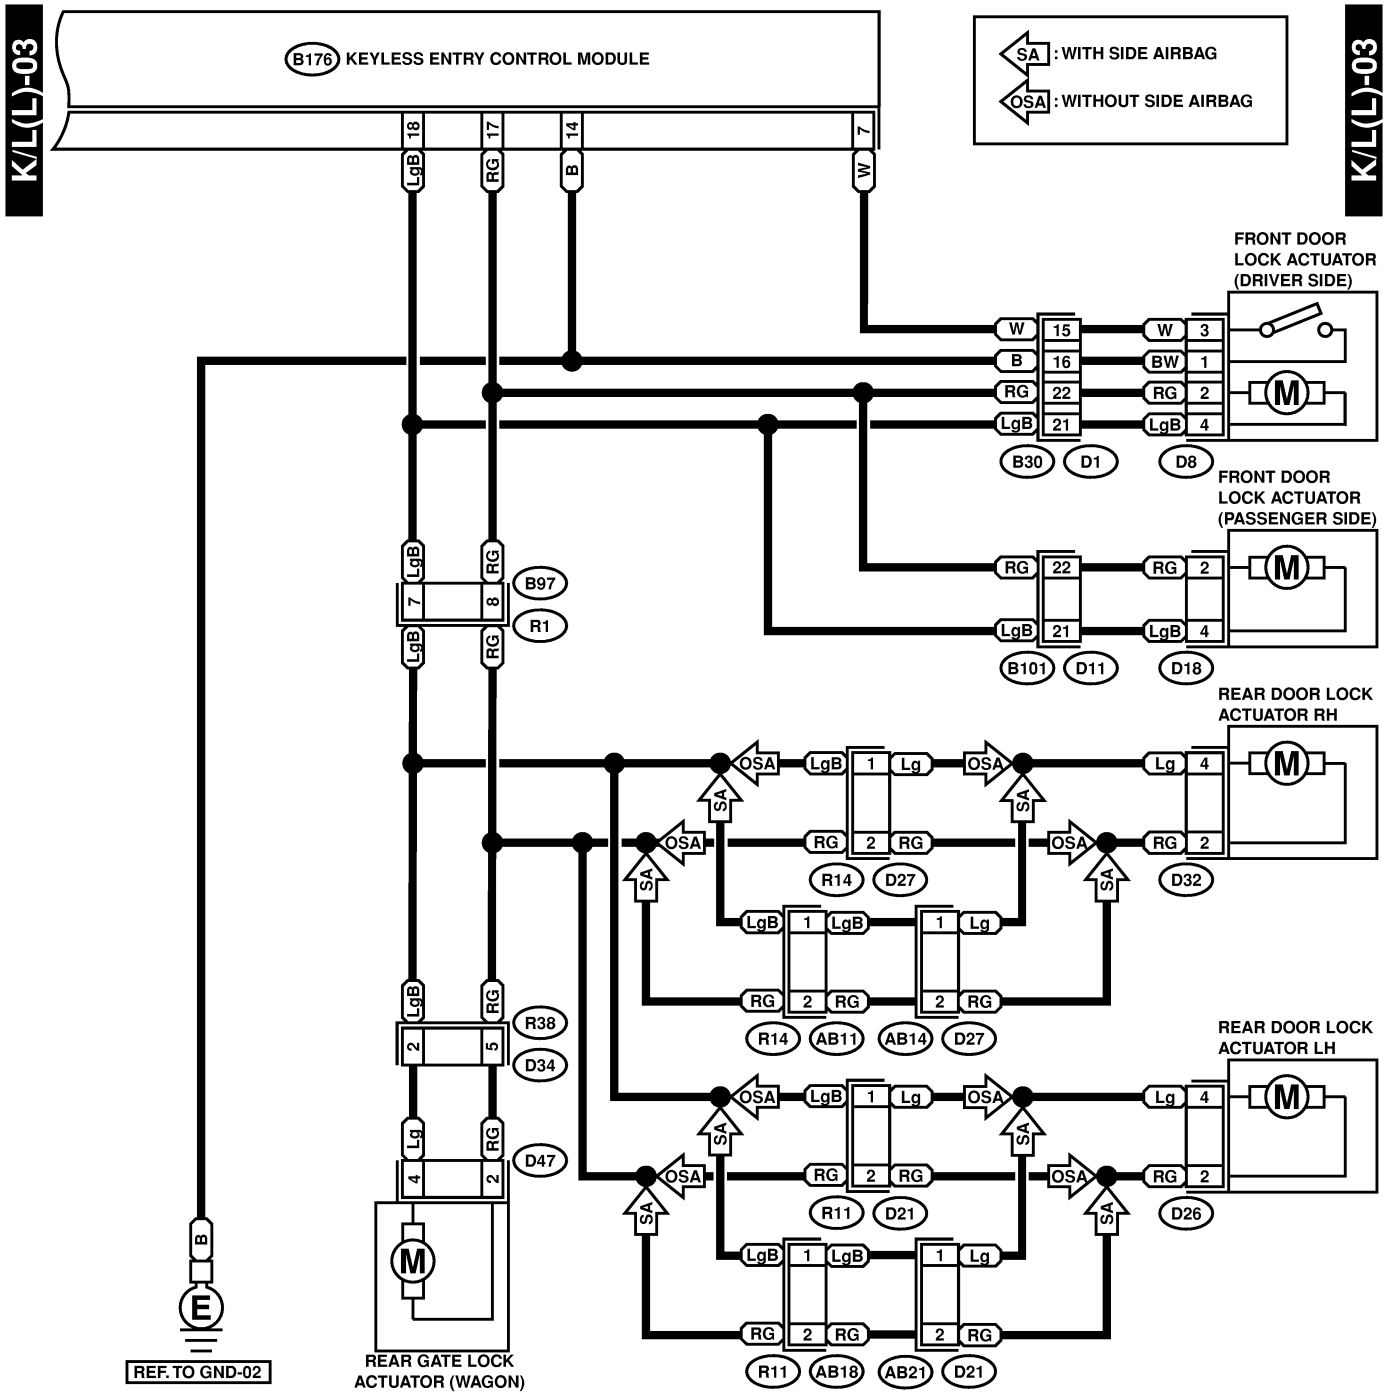 K/L(L)-03
B176 KEYLESS ENTRY CONTROL MODULE
SA : WITH SIDE AIRBAG
OSA : WITHOUT SIDE AIRBAG
K/L(L)-03
18 17 14 7
LgB RG B W
FRONT DOOR
LOCK ACTUATOR
(DRIVER SIDE)
W 15 W 3
B 16 BW 1
RG 22 RG 2 M
LgB 21 LgB 4
B30 D1 D8
FRONT DOOR
LOCK ACTUATOR
(PASSENGER SIDE)
LgB RG
RG 22 RG 2 M
B97
7 8
R1
LgB 21 LgB 4
LgB RG
B101 D11 D18
REAR DOOR LOCK
ACTUATOR RH
OSA LgB 1 Lg OSA Lg 4 M
SA SA
OSA RG 2 RG OSA RG 2
SA SA
R14 D27 D32
LgB 1 LgB 1 Lg
LgB RG
RG 2 RG 2 RG
R38
2 5
R14 AB11 AB14 D27
D34
REAR DOOR LOCK
ACTUATOR LH
OSA LgB 1 Lg OSA Lg 4 M
Lg RG
SA SA
D47
4 2
OSA RG 2 RG OSA RG 2
SA SA
R11 D21 D26
B
LgB 1 LgB 1 Lg
M
E
RG 2 RG 2 RG
REF. TO GND-02
REAR GATE LOCK
ACTUATOR (WAGON)
R11 AB18 AB21 D21